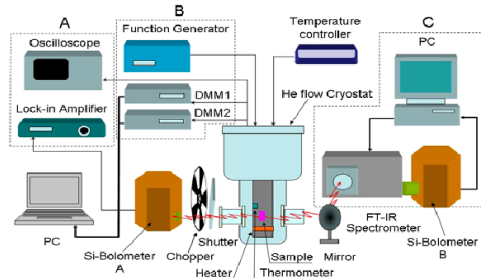 A
B
C
Oscilloscope
Function Generator
Temperature
controller
PC
Lock-in Amplifier
DMM1
DMM2
He flow Cryostat
PC
Si-Bolometer
A
Chopper
Shutter
Heater
Sample
Thermometer
Mirror
FT-IR
Spectrometer
Si-Bolometer
B